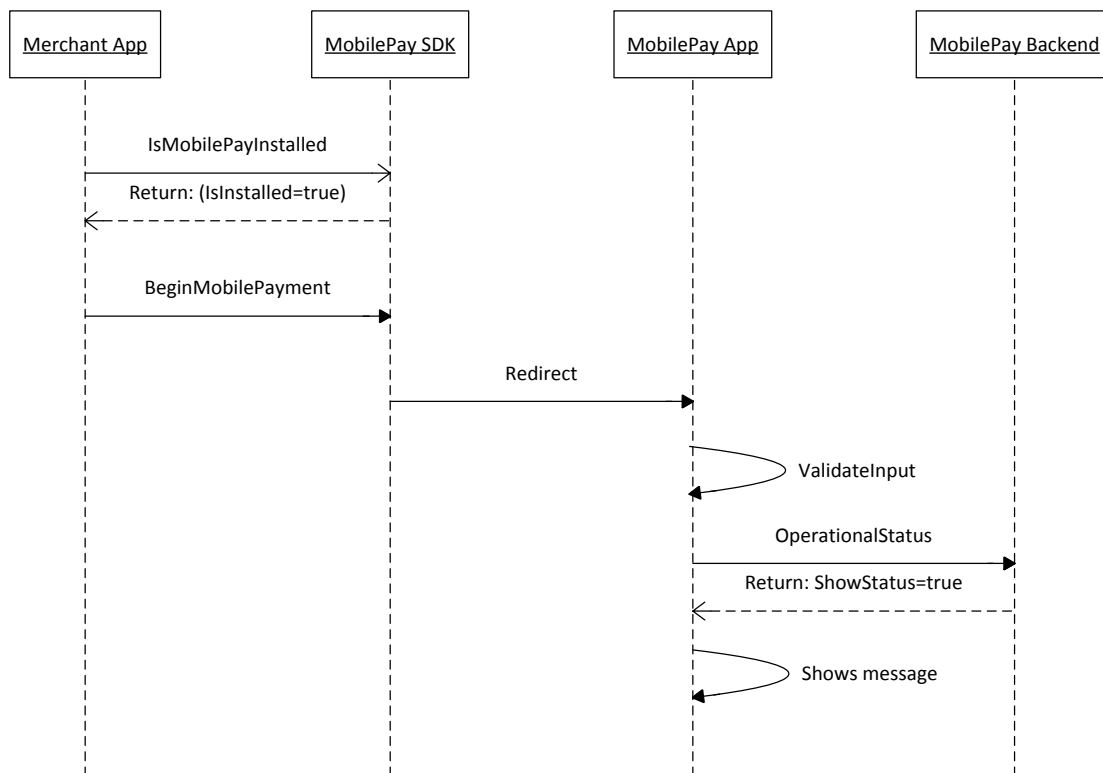 Merchant App
MobilePay SDK
MobilePay App
MobilePay Backend
IsMobilePayInstalled
Return: (IsInstalled=true)
BeginMobilePayment
Redirect
ValidateInput
OperationalStatus
Return: ShowStatus=true
Shows message